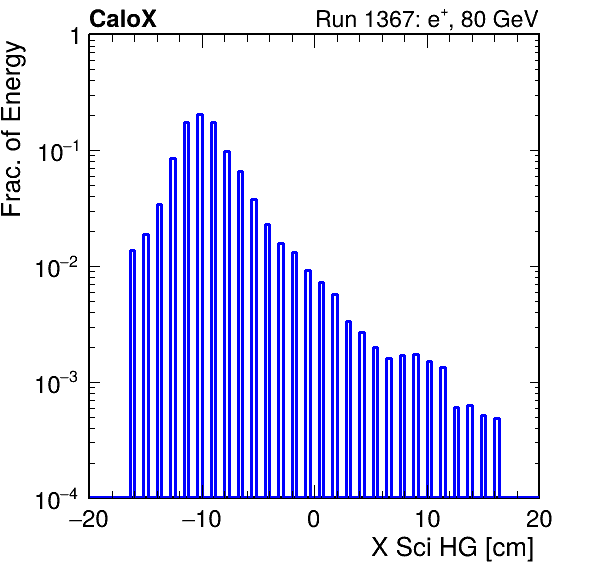 CaloX Run 1367: e⁺, 80 GeV
Frac. of Energy
1
10⁻¹
10⁻²
10⁻³
10⁻⁴
−20 −10 0 10 20
X Sci HG [cm]